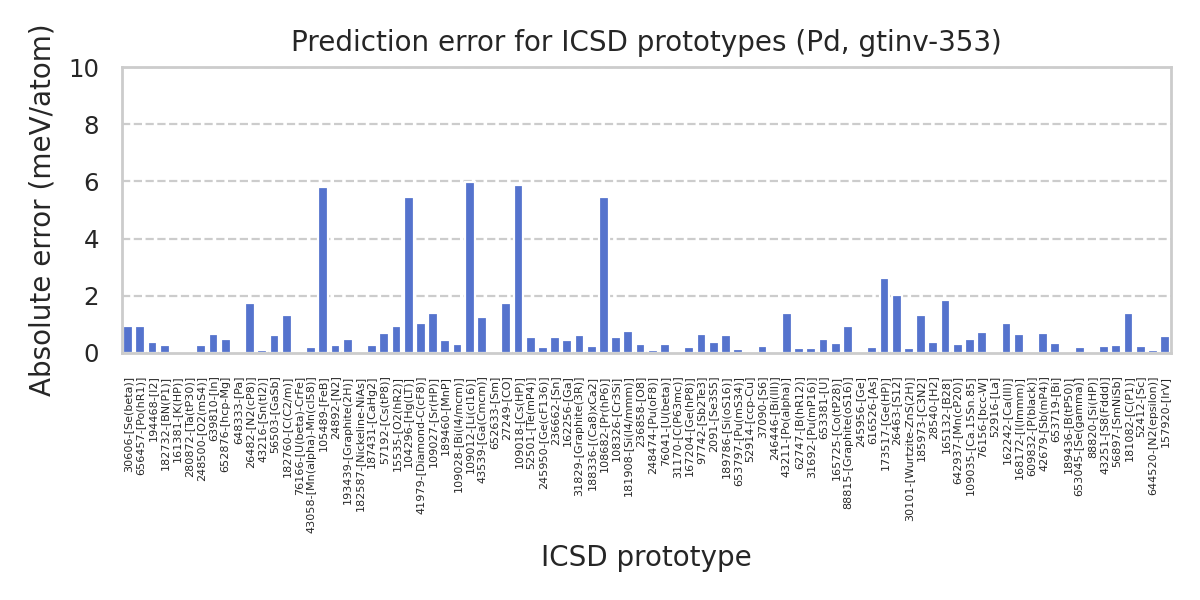 Prediction error for ICSD prototypes (Pd, gtinv-353)
Absolute error (meV/atom)
10
8
6
4
2
0
306066-[Se(beta)]
656457-[Po(hR1)]
194468-[I2]
182732-[BN(P1)]
16381-[K(HP)]
280872-[Ta(tP30)]
248500-[O2(mS4)]
639810-[In]
652876-[hcp-Mg]
648333-[Pa]
26482-[N2(cP8)]
43216-[Sn(tI2)]
56503-[GaSb]
182760-[C(C2/m)]
76166-[U(beta)-CrFe]
43058-[Mn(alpha)-Mn(cI58)]
105489-[FeB]
24892-[N2]
193439-[Graphite(2H)]
182587-[Nickeline-NiAs]
187431-[CaHg2]
57192-[Cs(tP8)]
15535-[O2(hR2)]
104296-[Hg(LT)]
41979-[Diamond-C(cF8)]
109027-[Sr(HP)]
189460-[MnP]
109028-[Bi(I4/mcm)]
109012-[Li(cI16)]
43539-[Ga(Cmcm)]
652633-[Sm]
27249-[CO]
109018-[Cs(HP)]
52501-[Te(mP4)]
245950-[Ge(cF136)]
236662-[Sn]
162256-[Ga]
31829-[Graphite(3R)]
188336-[(Ca8)xCa2]
108682-[Pr(hP6)]
108326-[Cr3Si]
181908-[Si(I4/mmm)]
236858-[O8]
248474-[Pu(oF8)]
76041-[U(beta)]
31170-[C(P63mc)]
167204-[Ge(hP8)]
97742-[Sb2Te3]
2091-[Se3S5]
189786-[Si(oS16)]
653797-[Pu(mS34)]
52914-[ccp-Cu]
37090-[S6]
246446-[Bi(III)]
43211-[Po(alpha)]
62747-[B(hR12)]
31692-[Pu(mP16)]
653381-[U]
165725-[Co(tP28)]
88815-[Graphite(oS16)]
245956-[Ge]
616526-[As]
173517-[Ge(HP)]
26463-[S12]
30101-[Wurtzite-ZnS(2H)]
185973-[C3N2]
28540-[H2]
165132-[B28]
642937-[Mn(cP20)]
109035-[Ca.15Sn.85]
76156-[bcc-W]
52916-[La]
162242-[Ca(III)]
168172-[I(Immm)]
609832-[P(black)]
42679-[Sb(mP4)]
653719-[Bi]
189436-[B(tP50)]
653045-[Se(gamma)]
88820-[Si(HP)]
43251-[S8(Fddd)]
56897-[SmNiSb]
181082-[C(P1)]
52412-[Sc]
644520-[N2(epsilon)]
157920-[IrV]
ICSD prototype